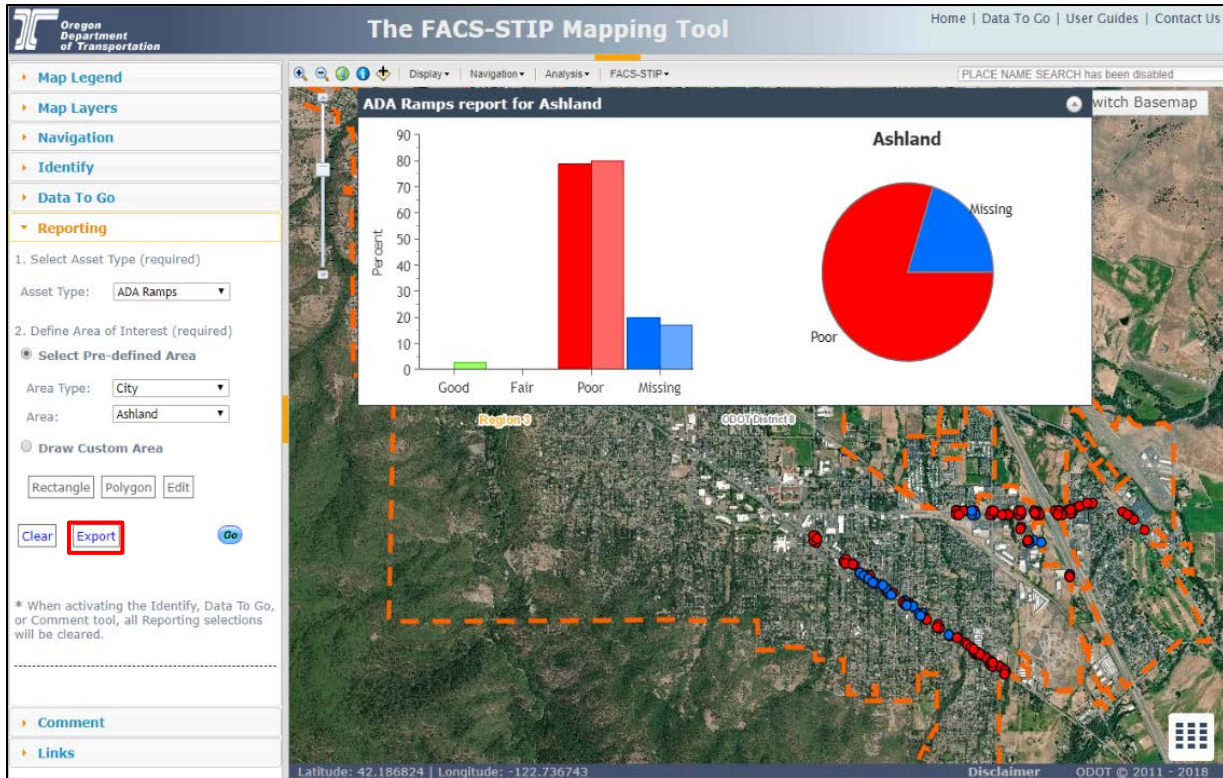 Oregon
Department
of Transportation
The FACS-STIP Mapping Tool
Home | Data To Go | User Guides | Contact Us
Map Legend
Map Layers
Navigation
Identify
Data To Go
Reporting
1. Select Asset Type (required)
Asset Type: ADA Ramps
2. Define Area of Interest (required)
Select Pre-defined Area
Area Type: City
Area: Ashland
Draw Custom Area
Rectangle Polygon Edit
Clear Export Go
* When activating the Identify, Data To Go,
or Comment tool, all Reporting selections
will be cleared.
Comment
Links
Display Navigation Analysis FACS-STIP
PLACE NAME SEARCH has been disabled
witch Basemap
ADA Ramps report for Ashland
90
80
70
60
50
40
30
20
10
0
Percent
Good Fair Poor Missing
Ashland
Missing
Poor
Region 3
ODOT District 8
Latitude: 42.186824 | Longitude: -122.736743
Disclaimer ODOT © 2011 - 2018